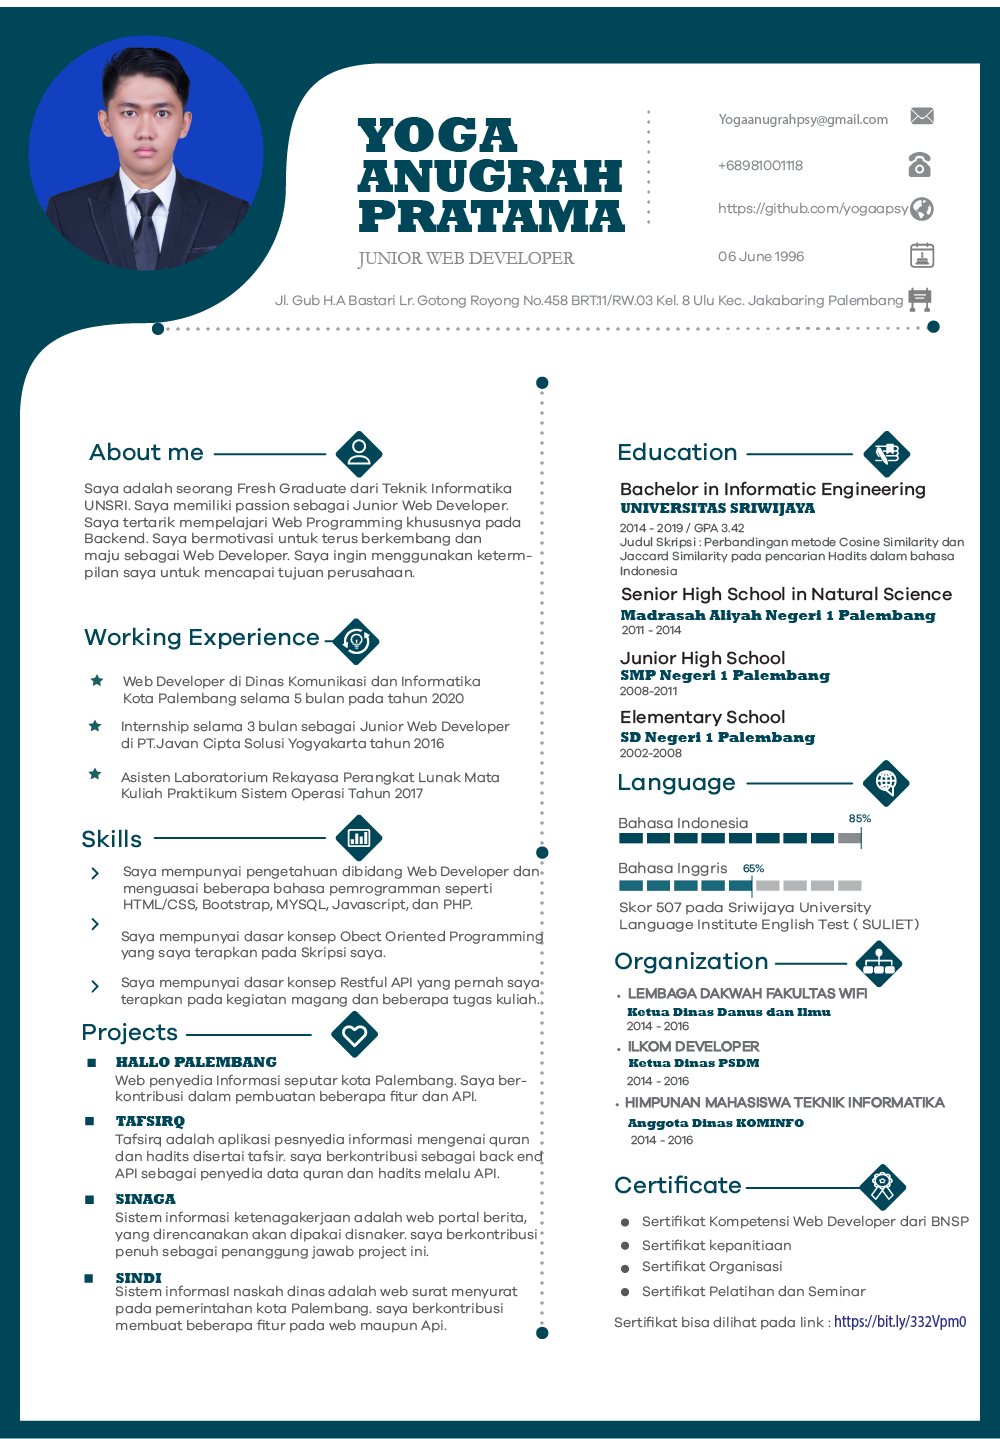 YOGA
ANUGRAH
PRATAMA
JUNIOR WEB DEVELOPER
Yogaanugrahpsy@gmail.com
+68981001118
https://github.com/yogaapsy
06 June 1996
Jl. Gub H.A Bastari Lr. Gotong Royong No.458 BRT.11/RW.03 Kel. 8 Ulu Kec. Jakabaring Palembang
About me
Saya adalah seorang Fresh Graduate dari Teknik Informatika
UNSRI. Saya memiliki passion sebagai Junior Web Developer.
Saya tertarik mempelajari Web Programming khususnya pada
Backend. Saya bermotivasi untuk terus berkembang dan
maju sebagai Web Developer. Saya ingin menggunakan keterm-
pilan saya untuk mencapai tujuan perusahaan.
Working Experience
Web Developer di Dinas Komunikasi dan Informatika
Kota Palembang selama 5 bulan pada tahun 2020
Internship selama 3 bulan sebagai Junior Web Developer
di PT.Javan Cipta Solusi Yogyakarta tahun 2016
Asisten Laboratorium Rekayasa Perangkat Lunak Mata
Kuliah Praktikum Sistem Operasi Tahun 2017
Skills
Saya mempunyai pengetahuan dibidang Web Developer dan
menguasai beberapa bahasa pemrogramman seperti
HTML/CSS, Bootstrap, MYSQL, Javascript, dan PHP.
Saya mempunyai dasar konsep Obect Oriented Programming
yang saya terapkan pada Skripsi saya.
Saya mempunyai dasar konsep Restful API yang pernah saya
terapkan pada kegiatan magang dan beberapa tugas kuliah.
Projects
HALLO PALEMBANG
Web penyedia Informasi seputar kota Palembang. Saya ber-
kontribusi dalam pembuatan beberapa fitur dan API.
TAFSIRQ
Tafsirq adalah aplikasi pesnyedia informasi mengenai quran
dan hadits disertai tafsir. saya berkontribusi sebagai back end
API sebagai penyedia data quran dan hadits melalu API.
SINAGA
Sistem informasi ketenagakerjaan adalah web portal berita,
yang direncanakan akan dipakai disnaker. saya berkontribusi
penuh sebagai penanggung jawab project ini.
SINDI
Sistem informasI naskah dinas adalah web surat menyurat
pada pemerintahan kota Palembang. saya berkontribusi
membuat beberapa fitur pada web maupun Api.
Education
Bachelor in Informatic Engineering
UNIVERSITAS SRIWIJAYA
2014 - 2019 / GPA 3.42
Judul Skripsi : Perbandingan metode Cosine Similarity dan
Jaccard Similarity pada pencarian Hadits dalam bahasa
Indonesia
Senior High School in Natural Science
Madrasah Aliyah Negeri 1 Palembang
2011 - 2014
Junior High School
SMP Negeri 1 Palembang
2008-2011
Elementary School
SD Negeri 1 Palembang
2002-2008
Language
Bahasa Indonesia
85%
Bahasa Inggris
65%
Skor 507 pada Sriwijaya University
Language Institute English Test ( SULIET)
Organization
LEMBAGA DAKWAH FAKULTAS WIFI
Ketua Dinas Danus dan Ilmu
2014 - 2016
ILKOM DEVELOPER
Ketua Dinas PSDM
2014 - 2016
HIMPUNAN MAHASISWA TEKNIK INFORMATIKA
Anggota Dinas KOMINFO
2014 - 2016
Certificate
Sertifikat Kompetensi Web Developer dari BNSP
Sertifikat kepanitiaan
Sertifikat Organisasi
Sertifikat Pelatihan dan Seminar
Sertifikat bisa dilihat pada link : https://bit.ly/332Vpm0